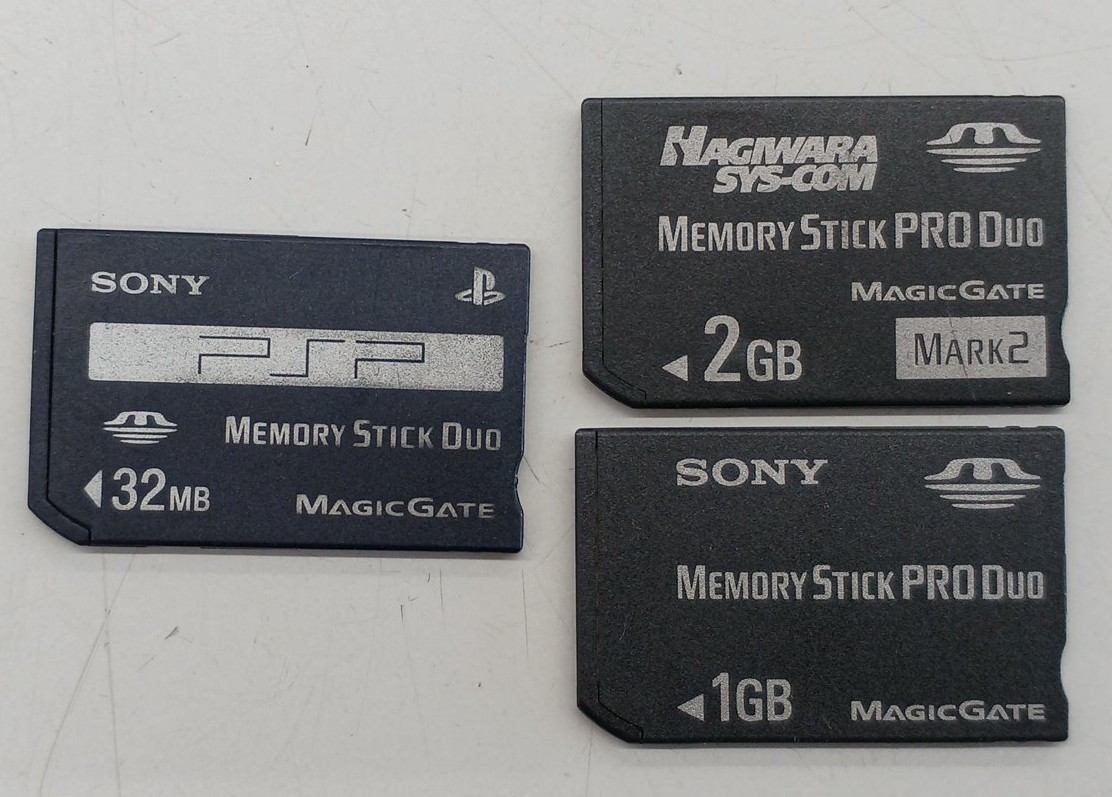 SONY
PSP
MEMORY STICK DUO
32MB
MAGICGATE
HAGIWARA
SYS-COM
MEMORY STICK PRO DUO
MAGICGATE
2GB
MARK2
SONY
MEMORY STICK PRO DUO
1GB
MAGICGATE